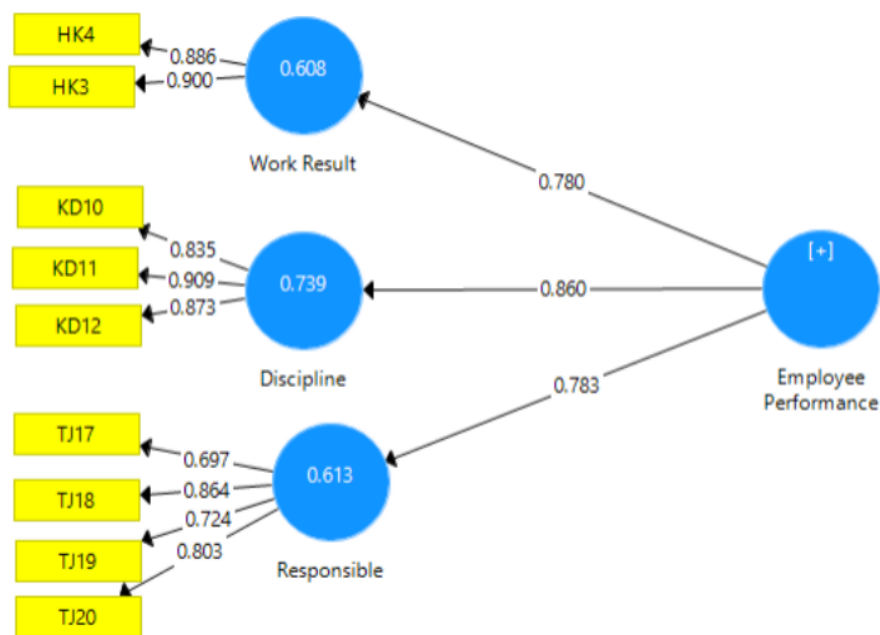 HK4
0.886
HK3
0.900
0.608
Work Result
0.780
KD10
0.835
KD11
0.909
KD12
0.873
0.739
Discipline
0.860
[+]
Employee
Performance
0.783
TJ17
0.697
TJ18
0.864
TJ19
0.724
TJ20
0.803
0.613
Responsible